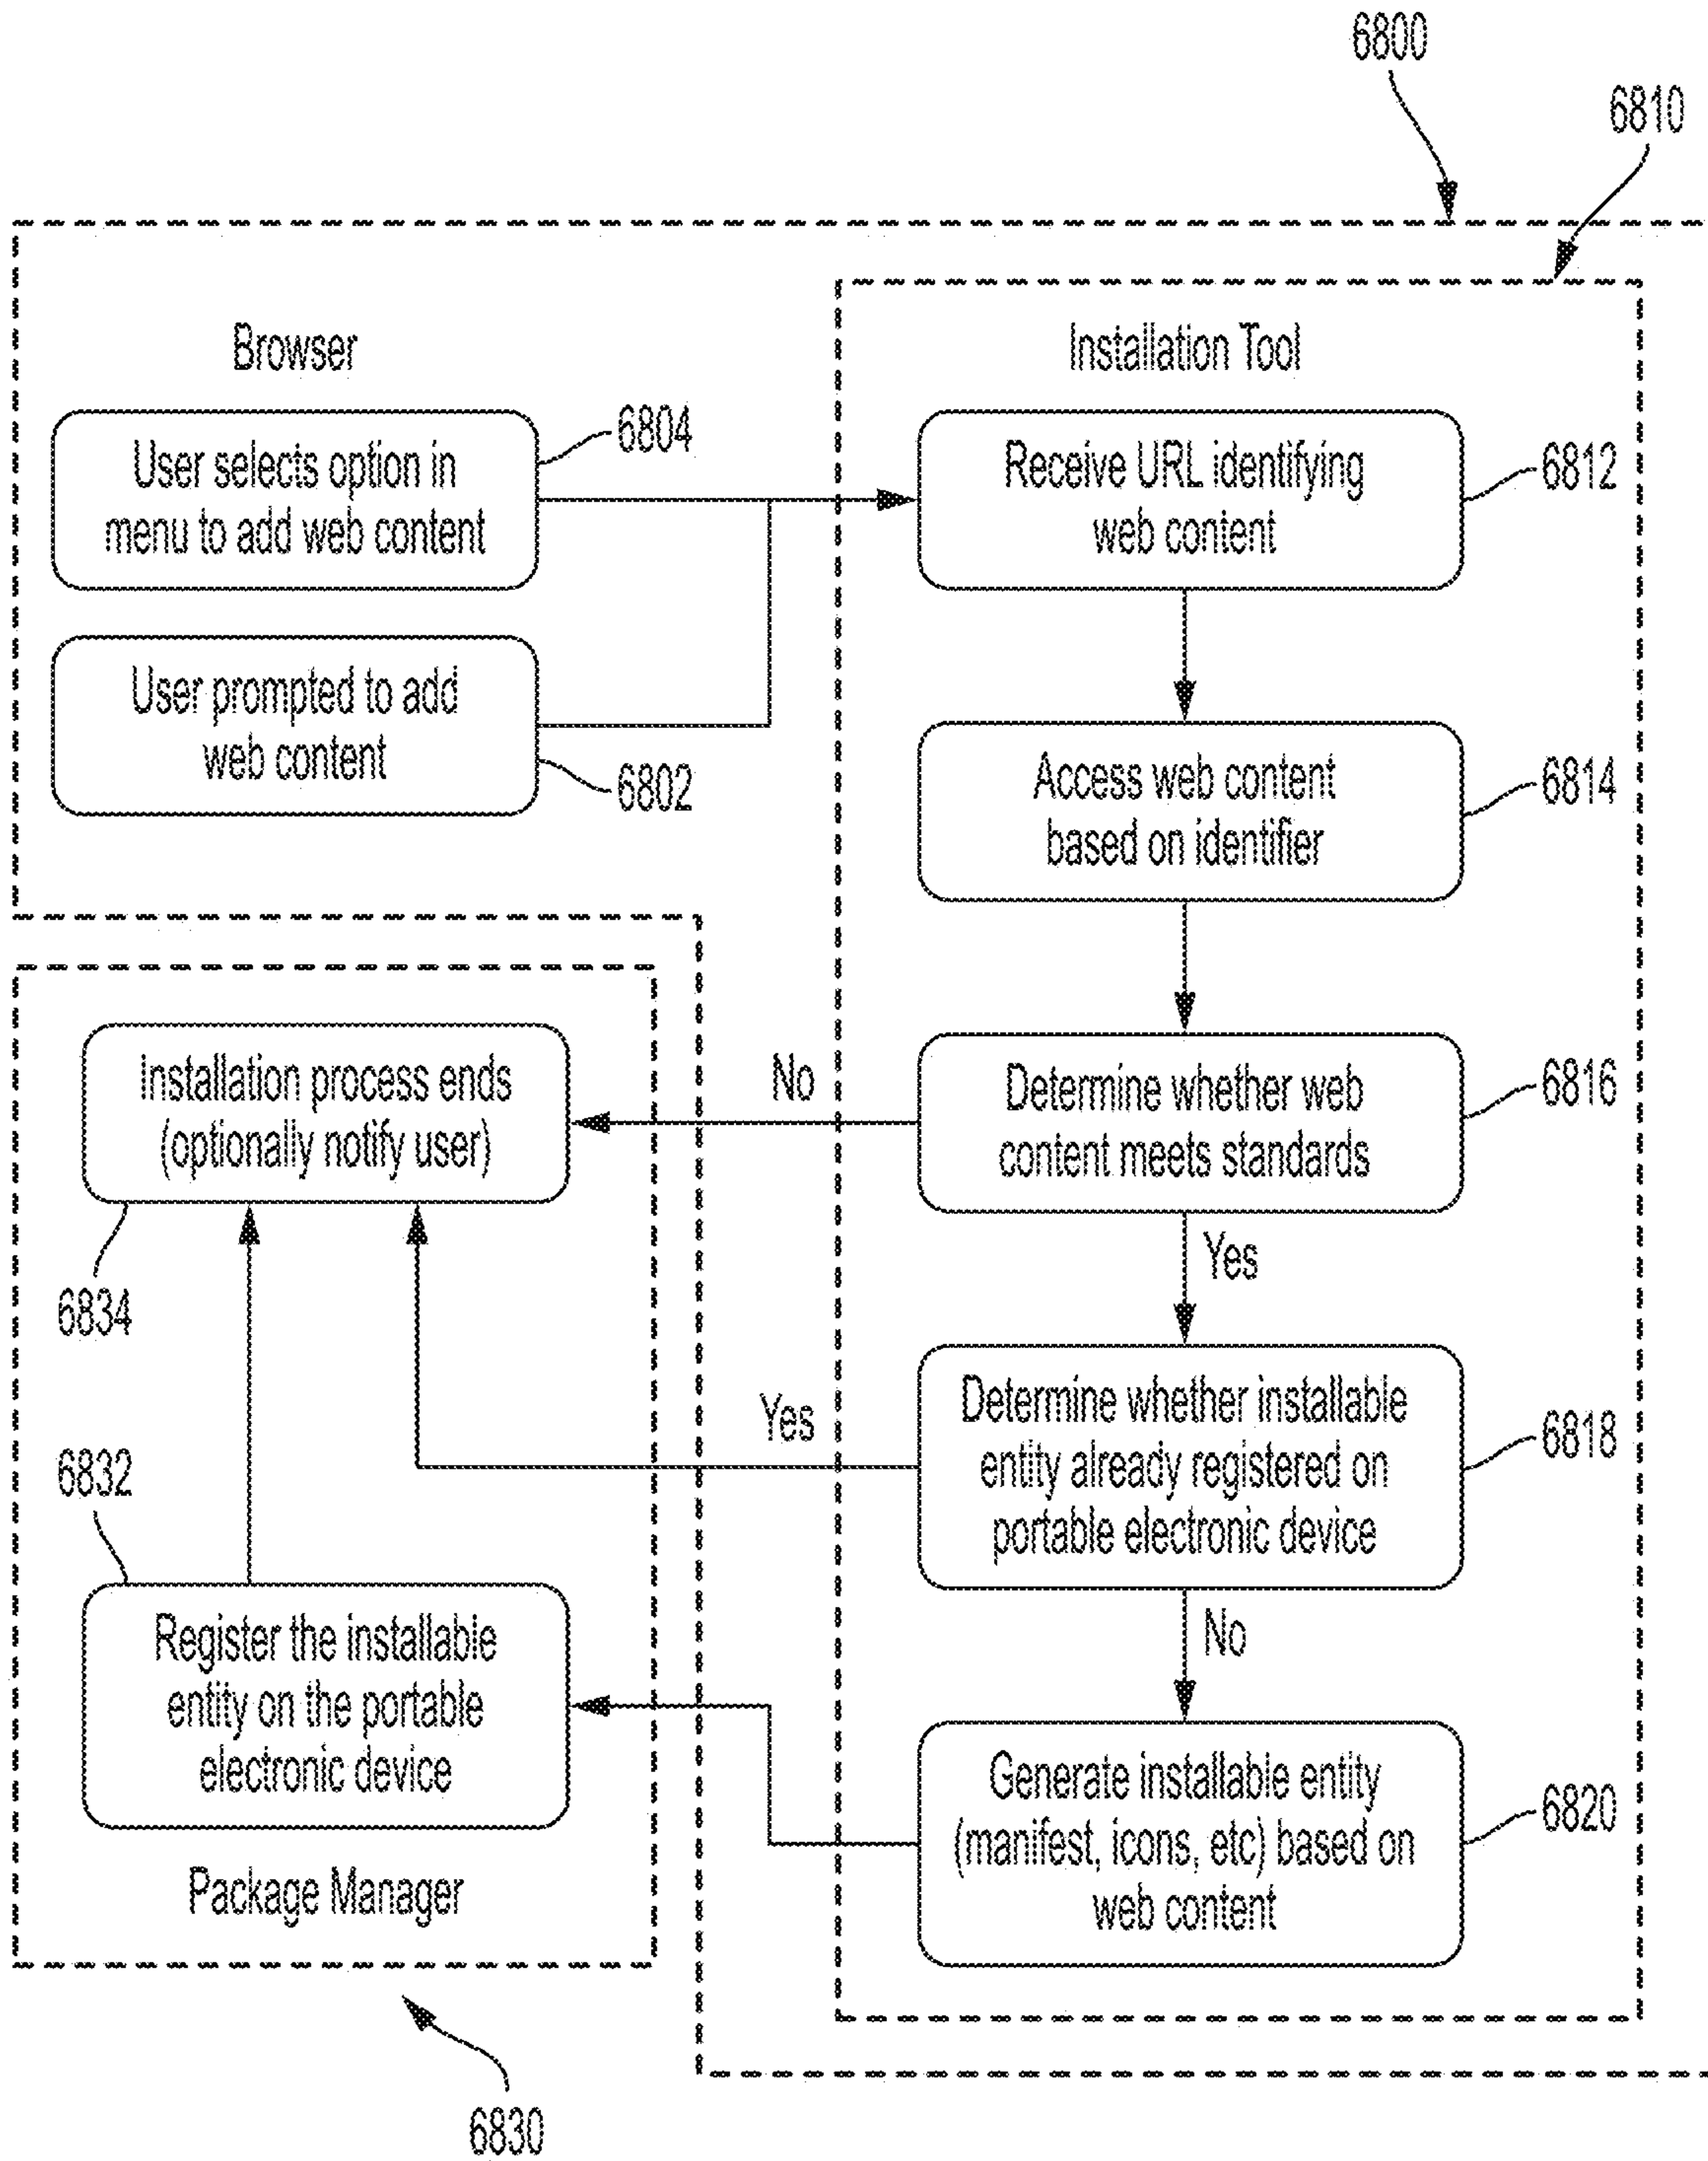 6800
6810
Browser
User selects option in
menu to add web content
6804
User prompted to add
web content
6802
Installation Tool
Receive URL identifying
web content
6812
Access web content
based on identifier
6814
Determine whether web
content meets standards
6816
No
Yes
Determine whether installable
entity already registered on
portable electronic device
6818
Yes
No
Generate installable entity
(manifest, icons, etc) based on
web content
6820
Installation process ends
(optionally notify user)
6834
6832
Register the installable
entity on the portable
electronic device
Package Manager
6830